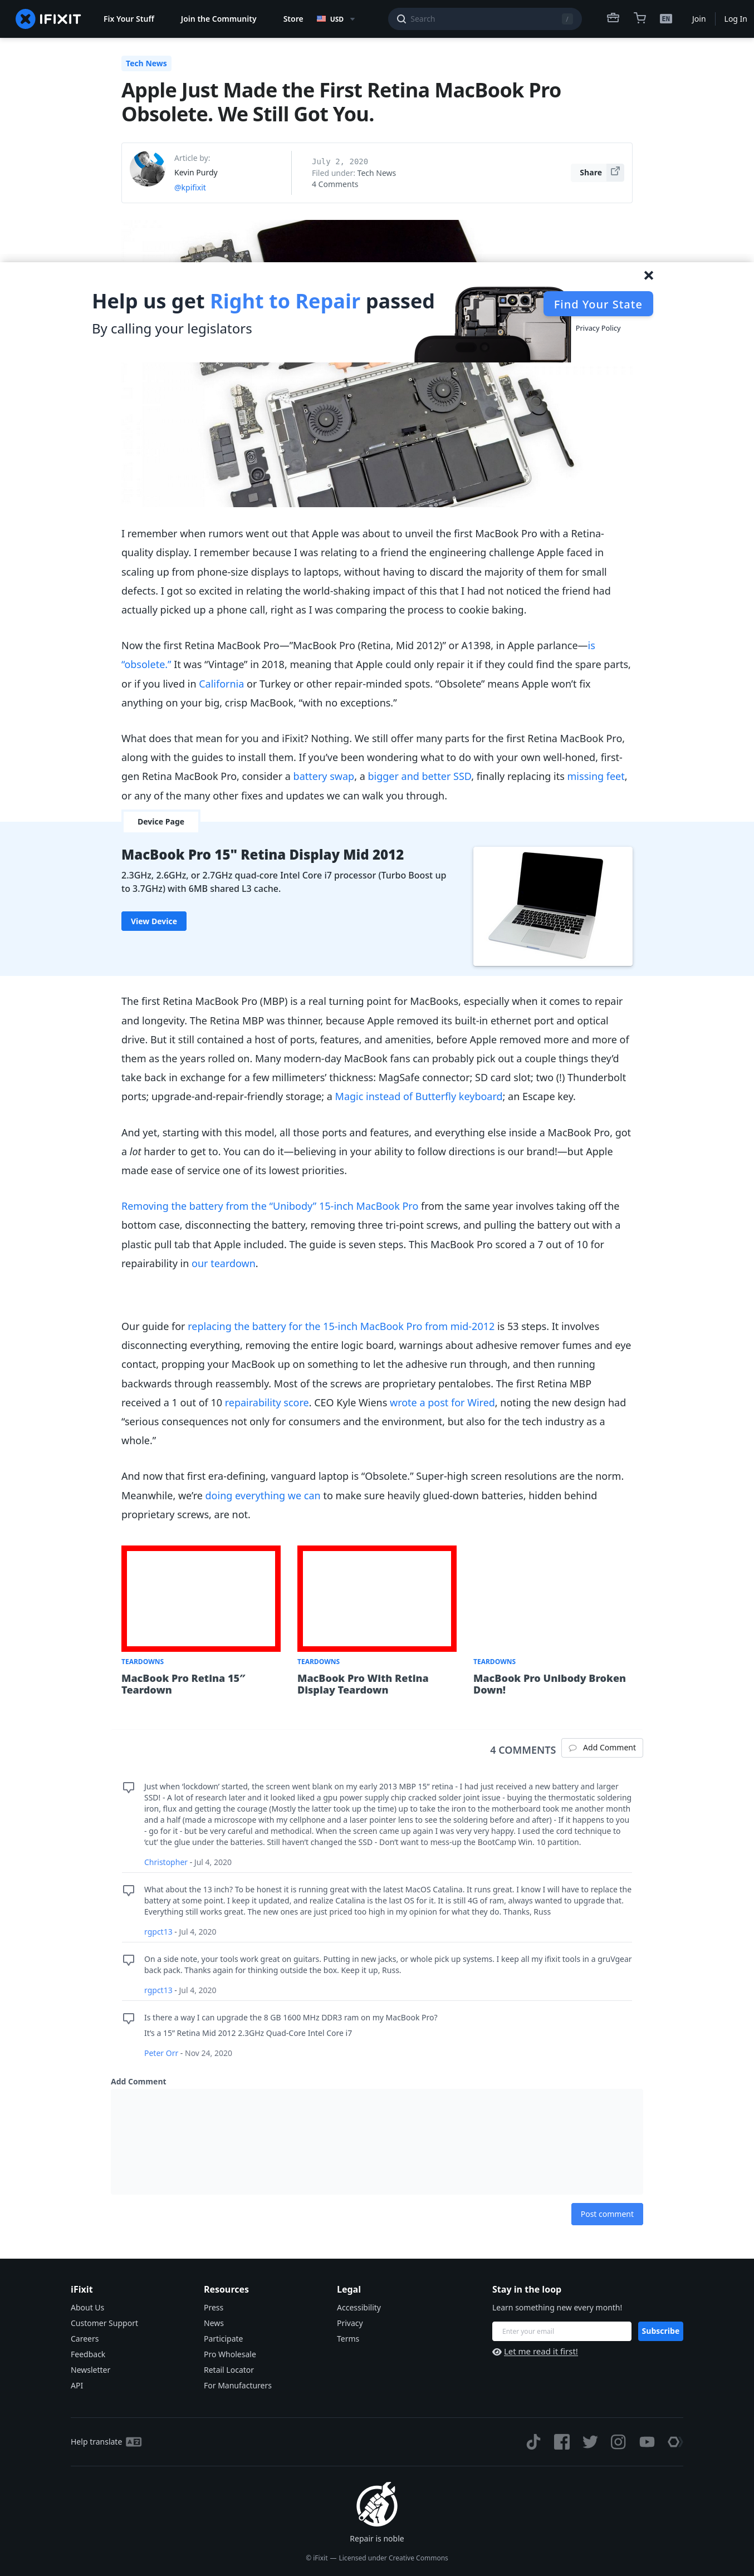 IFIXIT
Fix Your Stuff
Join the Community
Store
USD
Search
/
EN
Join
Log In
Tech News
Apple Just Made the First Retina MacBook Pro
Obsolete. We Still Got You.
Article by:
Kevin Purdy
@kpifixit
July 2, 2020
Filed under: Tech News
4 Comments
Share
Help us get Right to Repair passed
By calling your legislators
Find Your State
Privacy Policy
I remember when rumors went out that Apple was about to unveil the first MacBook Pro with a Retina-
quality display. I remember because I was relating to a friend the engineering challenge Apple faced in
scaling up from phone-size displays to laptops, without having to discard the majority of them for small
defects. I got so excited in relating the world-shaking impact of this that I had not noticed the friend had
actually picked up a phone call, right as I was comparing the process to cookie baking.
Now the first Retina MacBook Pro—”MacBook Pro (Retina, Mid 2012)” or A1398, in Apple parlance—is
“obsolete.” It was “Vintage” in 2018, meaning that Apple could only repair it if they could find the spare parts,
or if you lived in California or Turkey or other repair-minded spots. “Obsolete” means Apple won’t fix
anything on your big, crisp MacBook, “with no exceptions.”
What does that mean for you and iFixit? Nothing. We still offer many parts for the first Retina MacBook Pro,
along with the guides to install them. If you’ve been wondering what to do with your own well-honed, first-
gen Retina MacBook Pro, consider a battery swap, a bigger and better SSD, finally replacing its missing feet,
or any of the many other fixes and updates we can walk you through.
Device Page
MacBook Pro 15" Retina Display Mid 2012
2.3GHz, 2.6GHz, or 2.7GHz quad-core Intel Core i7 processor (Turbo Boost up
to 3.7GHz) with 6MB shared L3 cache.
View Device
The first Retina MacBook Pro (MBP) is a real turning point for MacBooks, especially when it comes to repair
and longevity. The Retina MBP was thinner, because Apple removed its built-in ethernet port and optical
drive. But it still contained a host of ports, features, and amenities, before Apple removed more and more of
them as the years rolled on. Many modern-day MacBook fans can probably pick out a couple things they’d
take back in exchange for a few millimeters’ thickness: MagSafe connector; SD card slot; two (!) Thunderbolt
ports; upgrade-and-repair-friendly storage; a Magic instead of Butterfly keyboard; an Escape key.
And yet, starting with this model, all those ports and features, and everything else inside a MacBook Pro, got
a lot harder to get to. You can do it—believing in your ability to follow directions is our brand!—but Apple
made ease of service one of its lowest priorities.
Removing the battery from the “Unibody” 15-inch MacBook Pro from the same year involves taking off the
bottom case, disconnecting the battery, removing three tri-point screws, and pulling the battery out with a
plastic pull tab that Apple included. The guide is seven steps. This MacBook Pro scored a 7 out of 10 for
repairability in our teardown.
Our guide for replacing the battery for the 15-inch MacBook Pro from mid-2012 is 53 steps. It involves
disconnecting everything, removing the entire logic board, warnings about adhesive remover fumes and eye
contact, propping your MacBook up on something to let the adhesive run through, and then running
backwards through reassembly. Most of the screws are proprietary pentalobes. The first Retina MBP
received a 1 out of 10 repairability score. CEO Kyle Wiens wrote a post for Wired, noting the new design had
“serious consequences not only for consumers and the environment, but also for the tech industry as a
whole.”
And now that first era-defining, vanguard laptop is “Obsolete.” Super-high screen resolutions are the norm.
Meanwhile, we’re doing everything we can to make sure heavily glued-down batteries, hidden behind
proprietary screws, are not.
TEARDOWNS
MacBook Pro Retina 15″
Teardown
TEARDOWNS
MacBook Pro With Retina
Display Teardown
TEARDOWNS
MacBook Pro Unibody Broken
Down!
4 COMMENTS
Add Comment
Just when ‘lockdown’ started, the screen went blank on my early 2013 MBP 15” retina - I had just received a new battery and larger
SSD! - A lot of research later and it looked liked a gpu power supply chip cracked solder joint issue - buying the thermostatic soldering
iron, flux and getting the courage (Mostly the latter took up the time) up to take the iron to the motherboard took me another month
and a half (made a microscope with my cellphone and a laser pointer lens to see the soldering before and after) - If it happens to you
- go for it - but be very careful and methodical. When the screen came up again I was very very happy. I used the cord technique to
‘cut’ the glue under the batteries. Still haven’t changed the SSD - Don’t want to mess-up the BootCamp Win. 10 partition.
Christopher - Jul 4, 2020
What about the 13 inch? To be honest it is running great with the latest MacOS Catalina. It runs great. I know I will have to replace the
battery at some point. I keep it updated, and realize Catalina is the last OS for it. It is still 4G of ram, always wanted to upgrade that.
Everything still works great. The new ones are just priced too high in my opinion for what they do. Thanks, Russ
rgpct13 - Jul 4, 2020
On a side note, your tools work great on guitars. Putting in new jacks, or whole pick up systems. I keep all my ifixit tools in a gruVgear
back pack. Thanks again for thinking outside the box. Keep it up, Russ.
rgpct13 - Jul 4, 2020
Is there a way I can upgrade the 8 GB 1600 MHz DDR3 ram on my MacBook Pro?
It’s a 15” Retina Mid 2012 2.3GHz Quad-Core Intel Core i7
Peter Orr - Nov 24, 2020
Add Comment
Post comment
iFixit
About Us
Customer Support
Careers
Feedback
Newsletter
API
Resources
Press
News
Participate
Pro Wholesale
Retail Locator
For Manufacturers
Legal
Accessibility
Privacy
Terms
Stay in the loop
Learn something new every month!
Enter your email
Subscribe
Let me read it first!
Help translate
Repair is noble
© iFixit — Licensed under Creative Commons